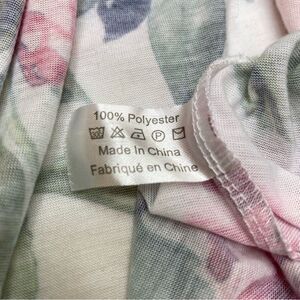 100% Polyester
Made In China
Fabriqué en Chine